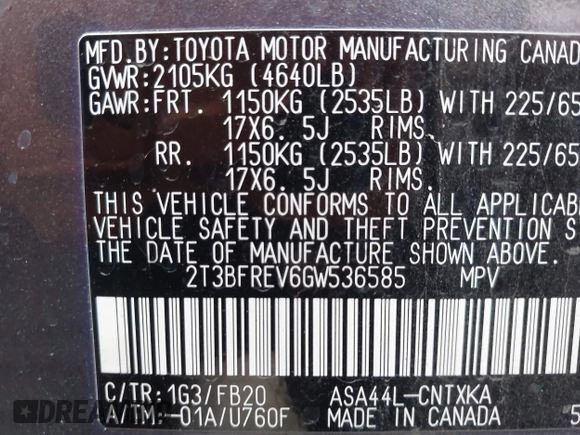 MFD.BY:TOYOTA MOTOR MANUFACTURING CANAD
GVWR:2105KG (4640LB)
GAWR:FRT. 1150KG (2535LB) WITH 225/65
17X6.5J RIMS.
RR. 1150KG (2535LB) WITH 225/65
17X6.5J RIMS.
THIS VEHICLE CONFORMS TO ALL APPLICAB
VEHICLE SAFETY AND THEFT PREVENTION S
THE DATE OF MANUFACTURE SHOWN ABOVE.
2T3BFREV6GW536585 MPV
C/TR:1G3/FB20 ASA44L-CNTXKA
A/TM:-01A/U760F MADE IN CANADA 5